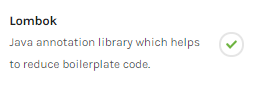 Lombok
Java annotation library which helps
to reduce boilerplate code.